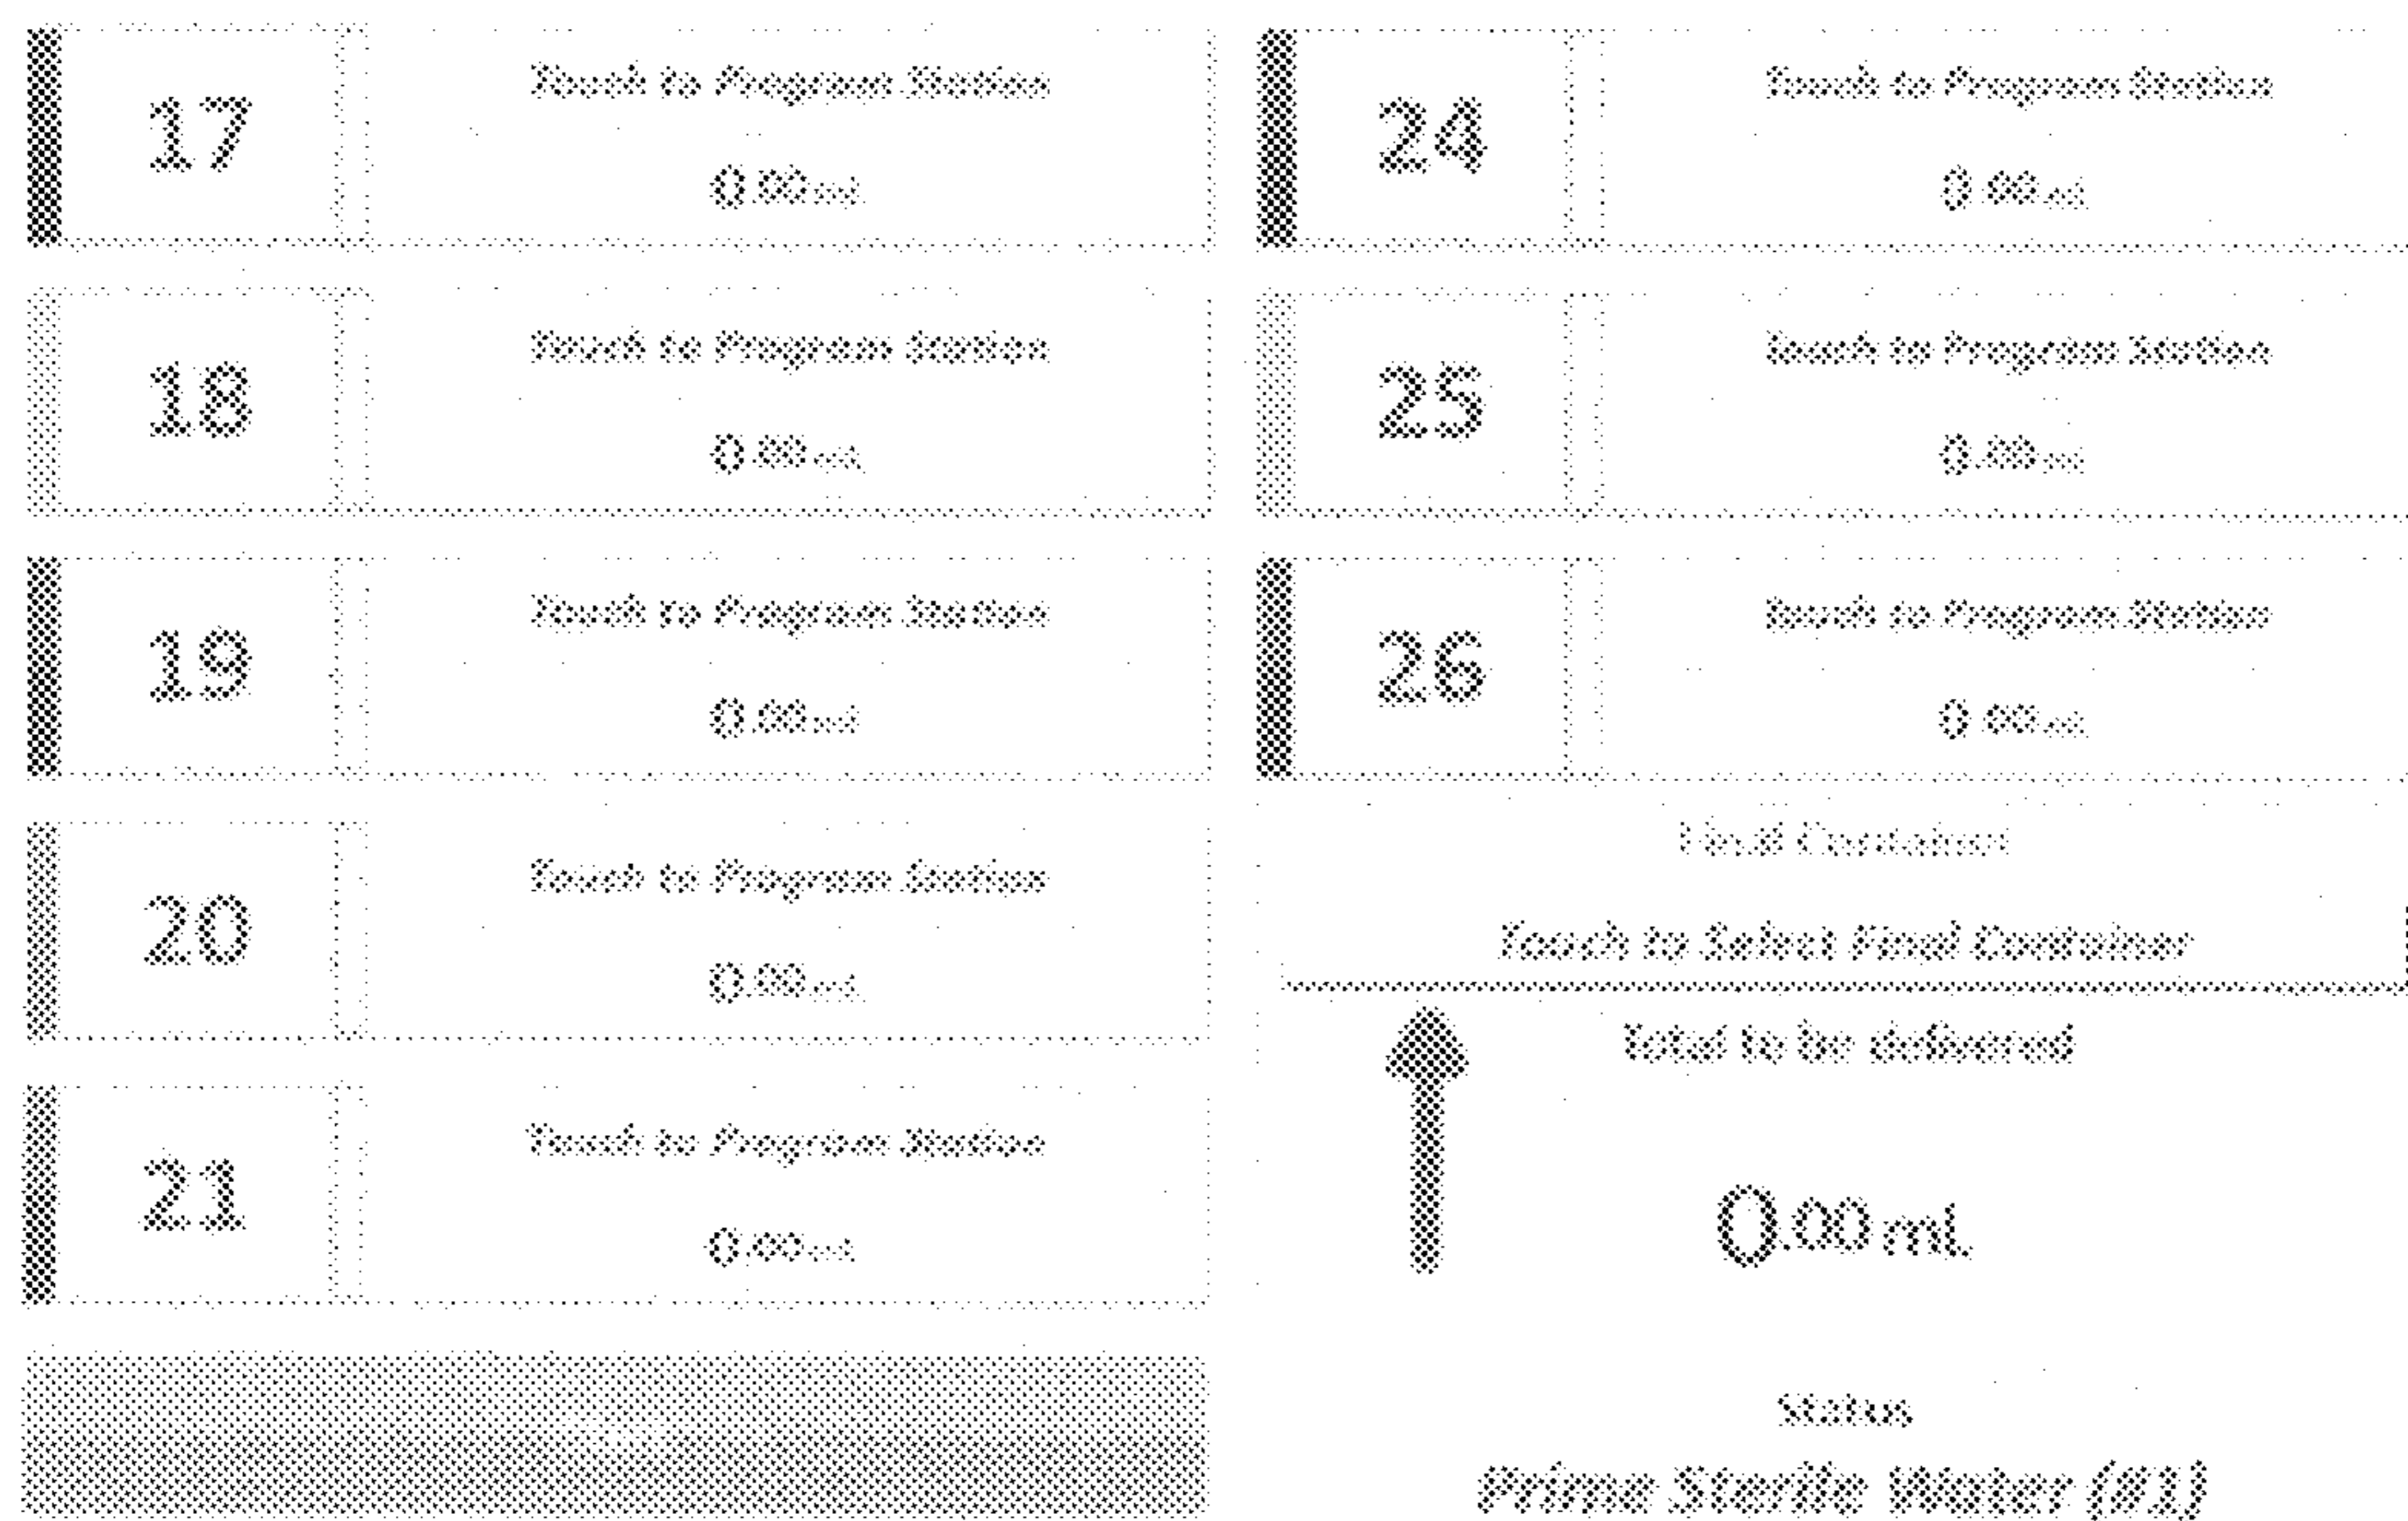 17
Touch to Program Station
0.00 mL
18
Touch to Program Station
0.00 mL
19
Touch to Program Station
0.00 mL
20
Touch to Program Station
0.00 mL
21
Touch to Program Station
0.00 mL
24
Touch to Program Station
0.00 mL
25
Touch to Program Station
0.00 mL
26
Touch to Program Station
0.00 mL
Final Container
Touch to Select Final Container
Total to be delivered
0.00 mL
Status
Prime Sterile Water (#1)